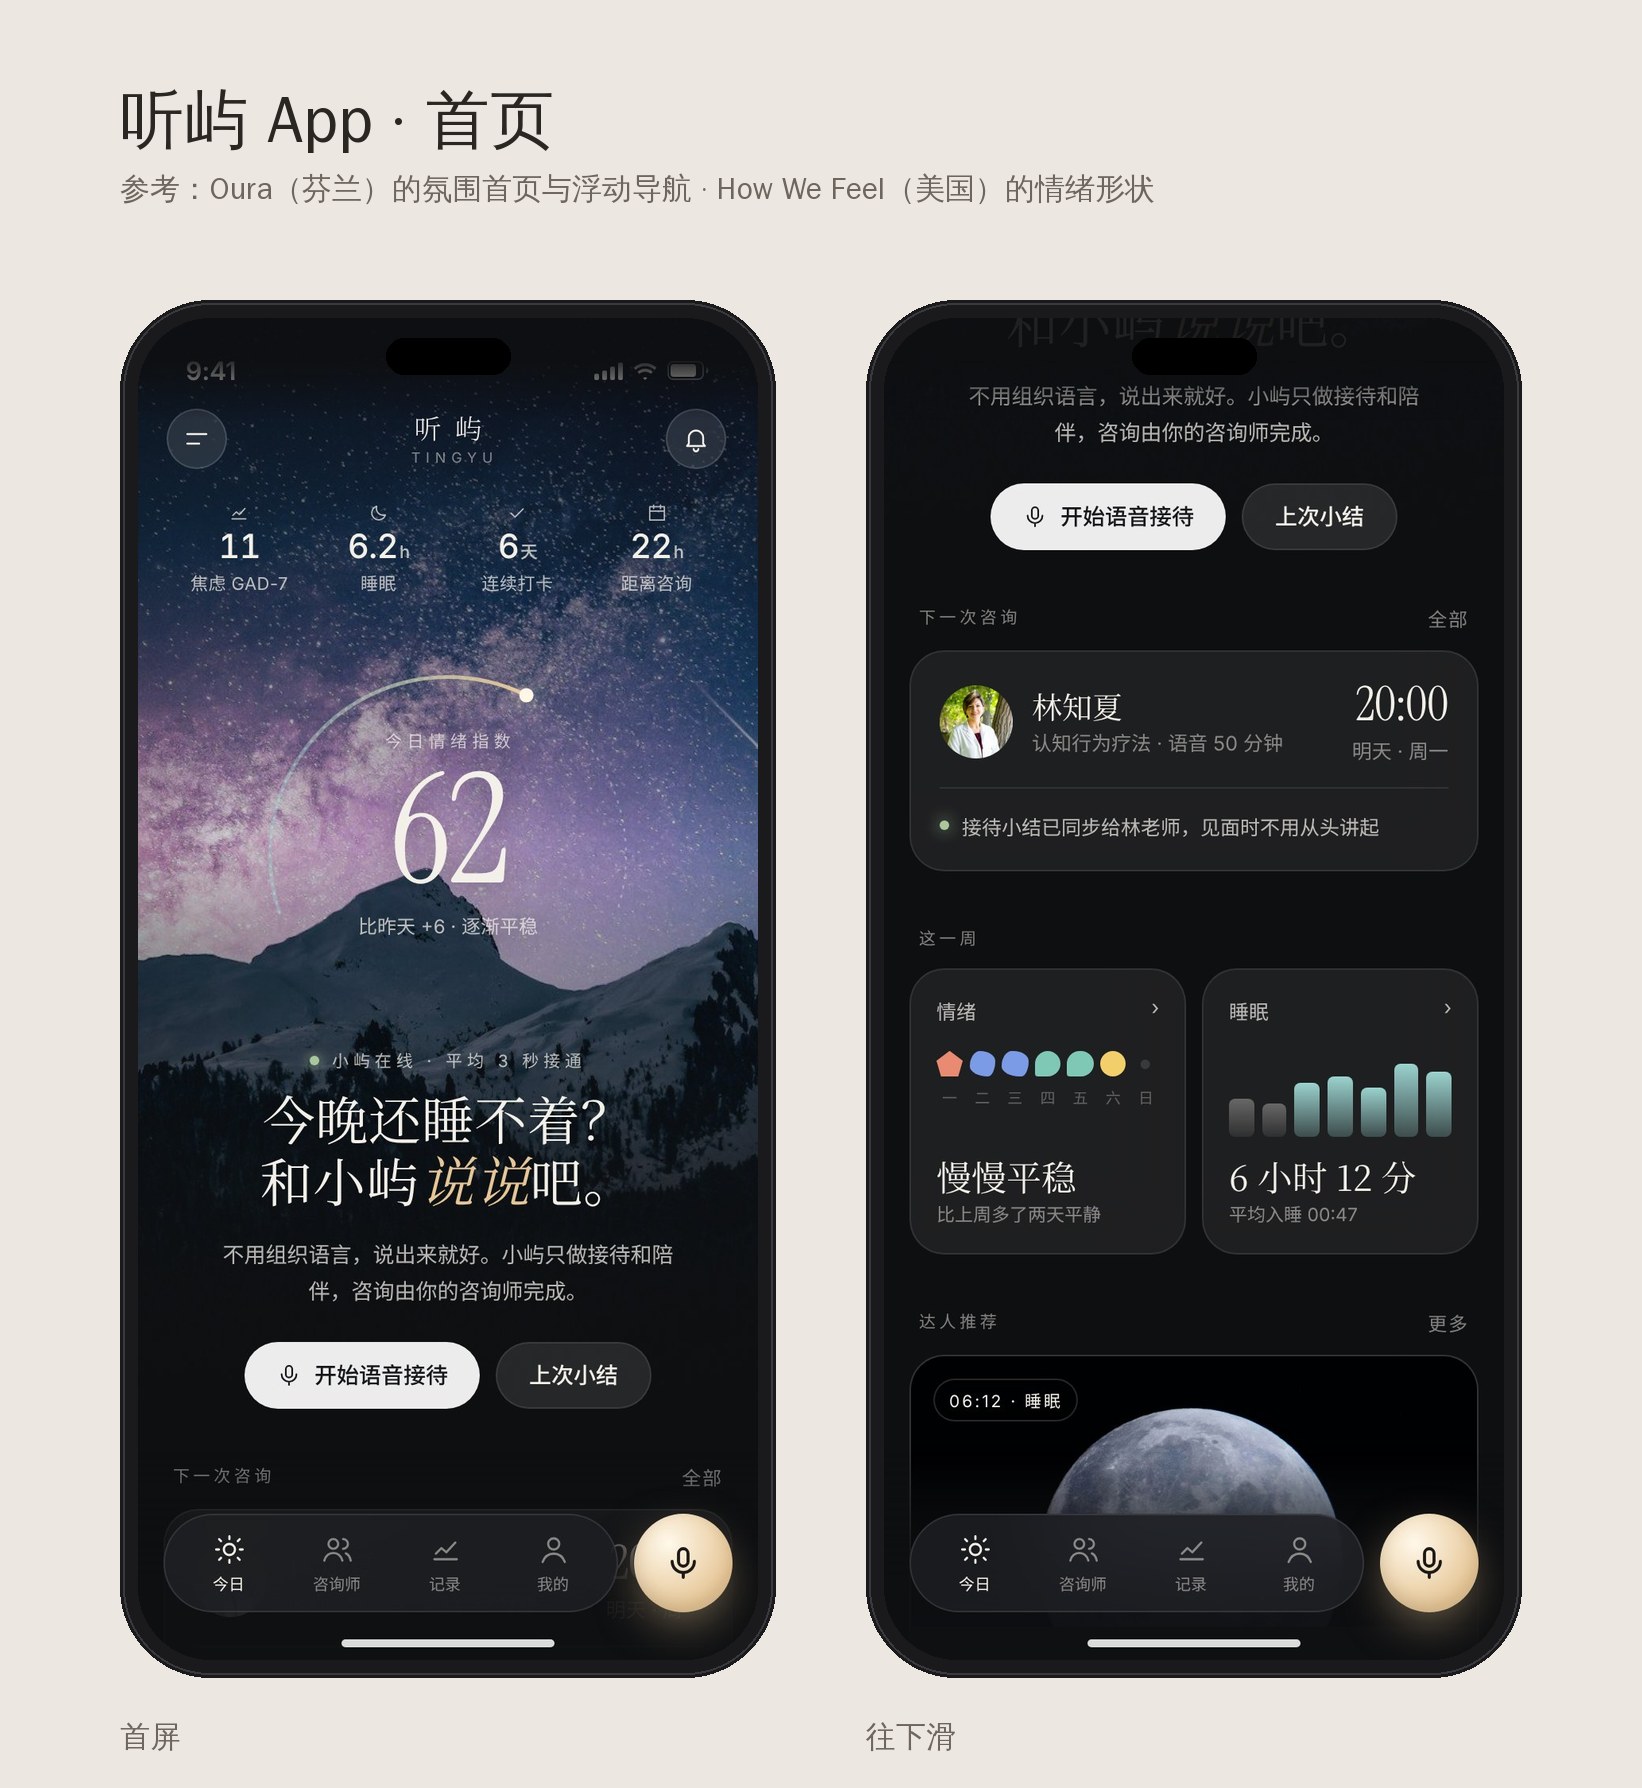 听屿 App · 首页
参考：Oura（芬兰）的氛围首页与浮动导航 · How We Feel（美国）的情绪形状
9:41
听 屿
TINGYU
11 6.2h 6天 22h
焦虑 GAD-7 睡眠 连续打卡 距离咨询
今日情绪指数
62
比昨天 +6 · 逐渐平稳
小屿在线 · 平均 3 秒接通
今晚还睡不着？
和小屿说说吧。
不用组织语言，说出来就好。小屿只做接待和陪
伴，咨询由你的咨询师完成。
开始语音接待 上次小结
下一次咨询 全部
20
明天
今日 咨询师 记录 我的
首屏
和小屿说说吧。
不用组织语言，说出来就好。小屿只做接待和陪
伴，咨询由你的咨询师完成。
开始语音接待 上次小结
下一次咨询 全部
林知夏 20:00
认知行为疗法 · 语音 50 分钟 明天 · 周一
接待小结已同步给林老师，见面时不用从头讲起
这一周
情绪 ›
一 二 三 四 五 六 日
慢慢平稳
比上周多了两天平静
睡眠 ›
6 小时 12 分
平均入睡 00:47
达人推荐 更多
06:12 · 睡眠
今日 咨询师 记录 我的
往下滑